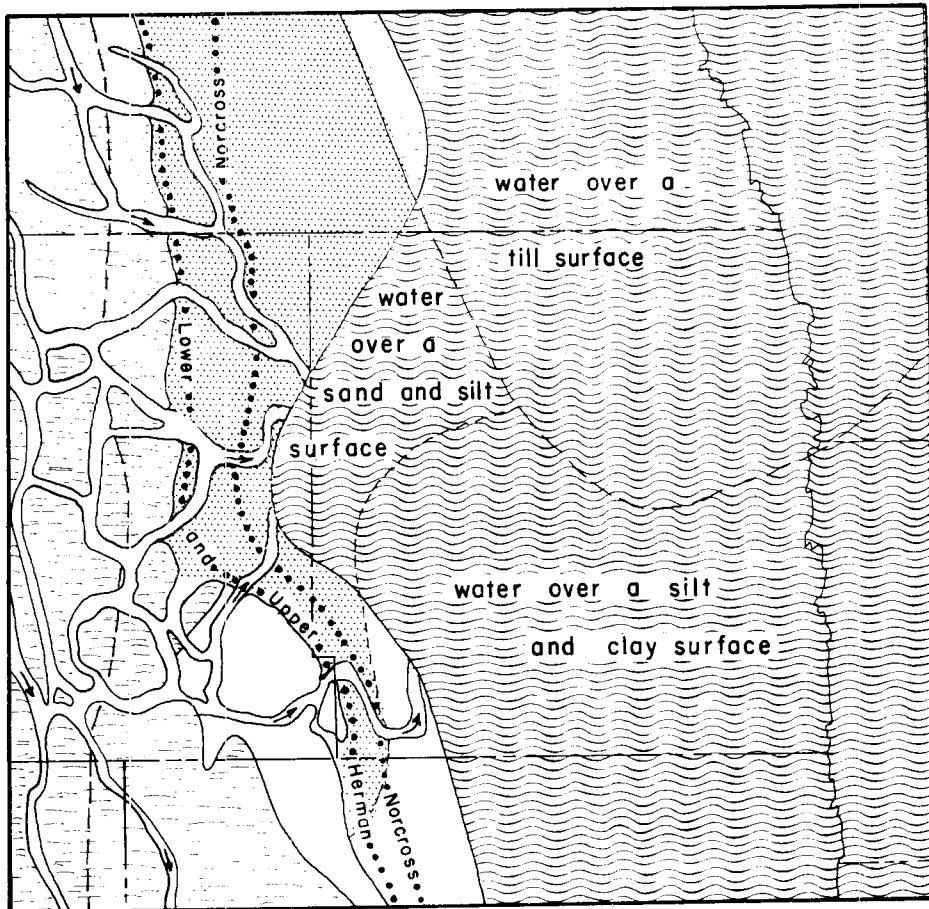 Norcross
water over a
till surface
water
over a
sand and silt
surface
Lower
and
Upper
water over a silt
and clay surface
Herman
Norcross